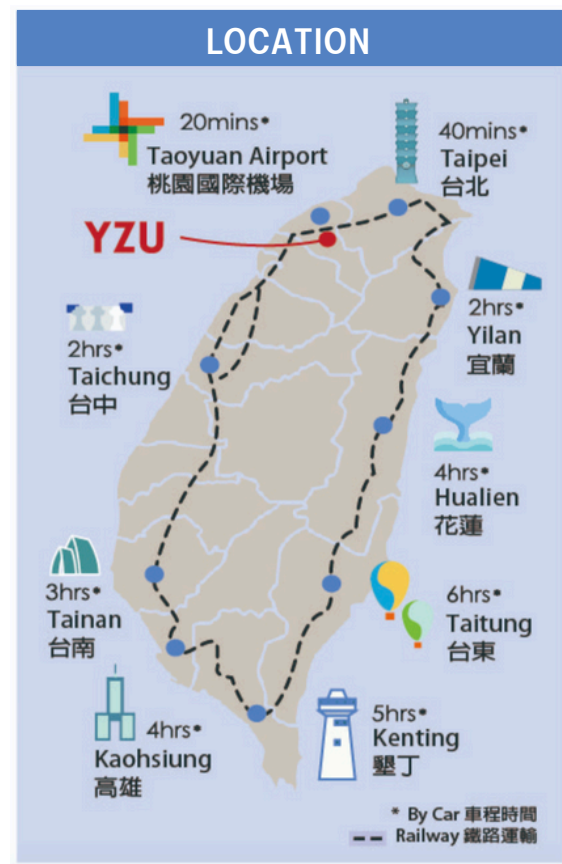 LOCATION
20mins*
Taoyuan Airport
桃園國際機場
40mins*
Taipei
台北
YZU
2hrs*
Yilan
宜蘭
2hrs*
Taichung
台中
4hrs*
Hualien
花蓮
3hrs*
Tainan
台南
6hrs*
Taitung
台東
4hrs*
Kaohsiung
高雄
5hrs*
Kenting
墾丁
* By Car 車程時間
Railway 鐵路運輸